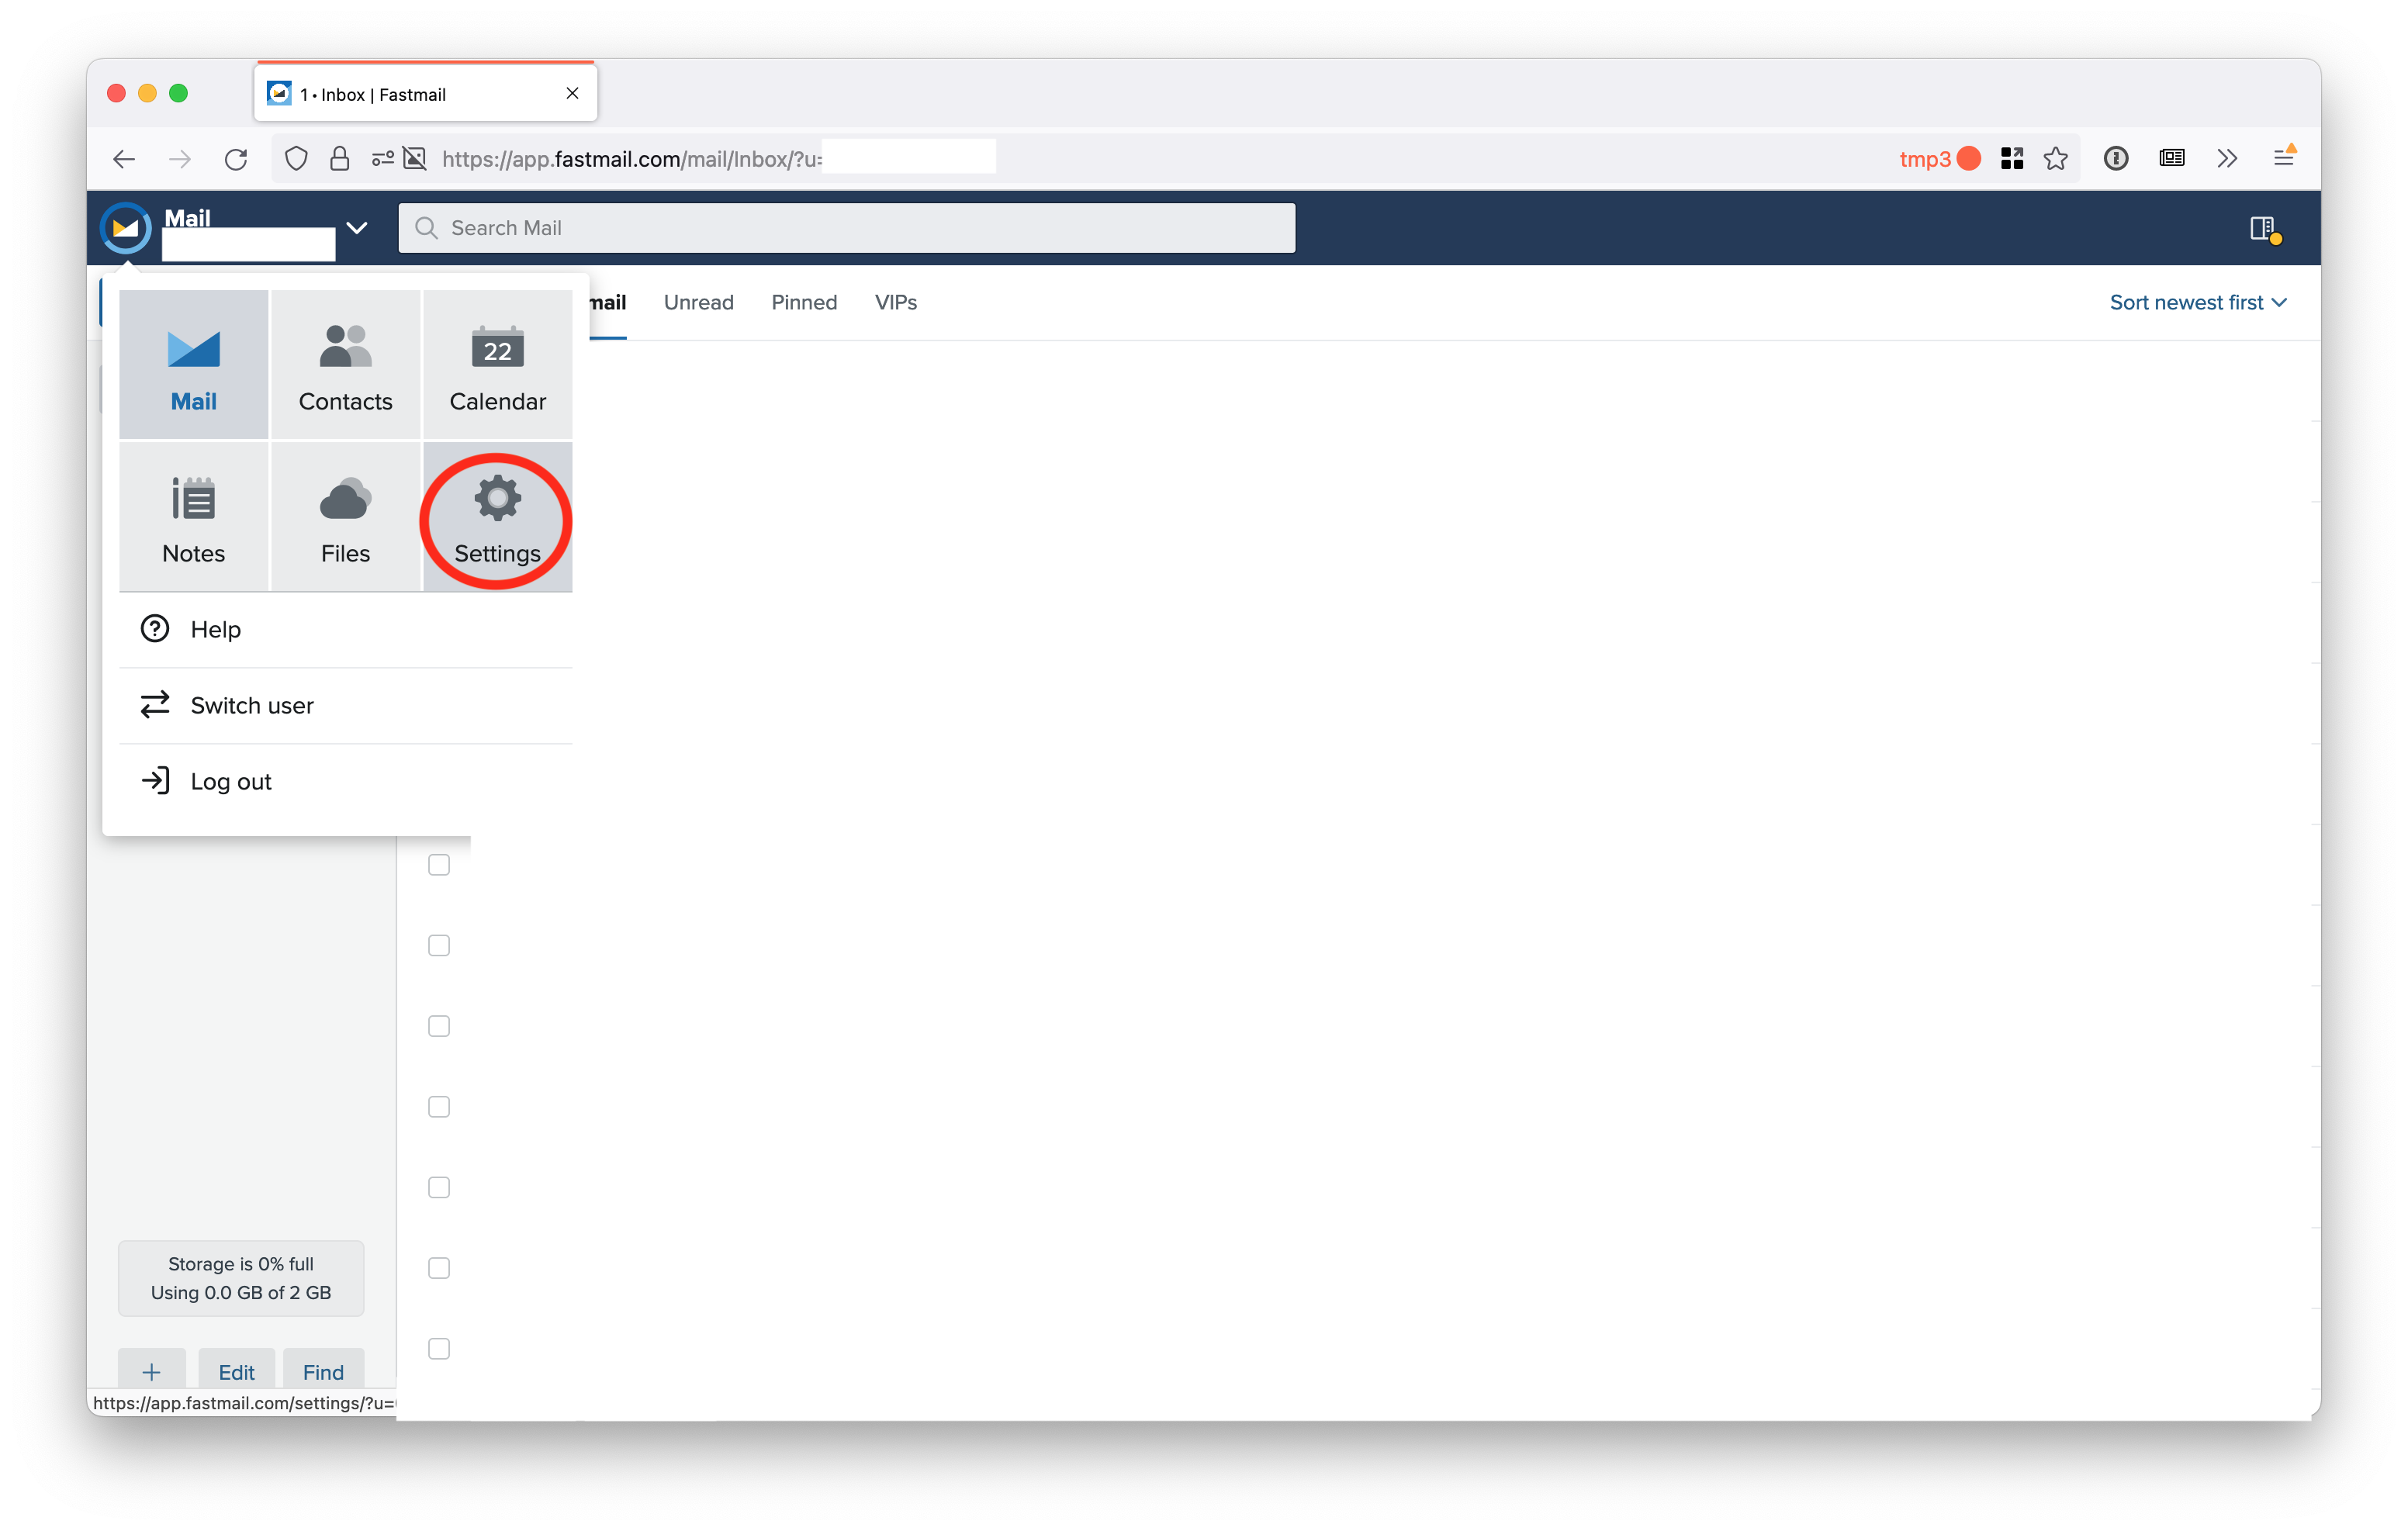 1 • Inbox | Fastmail
https://app.fastmail.com/mail/Inbox/?u=
tmp3
Mail
Search Mail
mail Unread Pinned VIPs
Sort newest first
Mail Contacts 22 Calendar
Notes Files Settings
Help
Switch user
Log out
Storage is 0% full
Using 0.0 GB of 2 GB
+ Edit Find
https://app.fastmail.com/settings/?u=